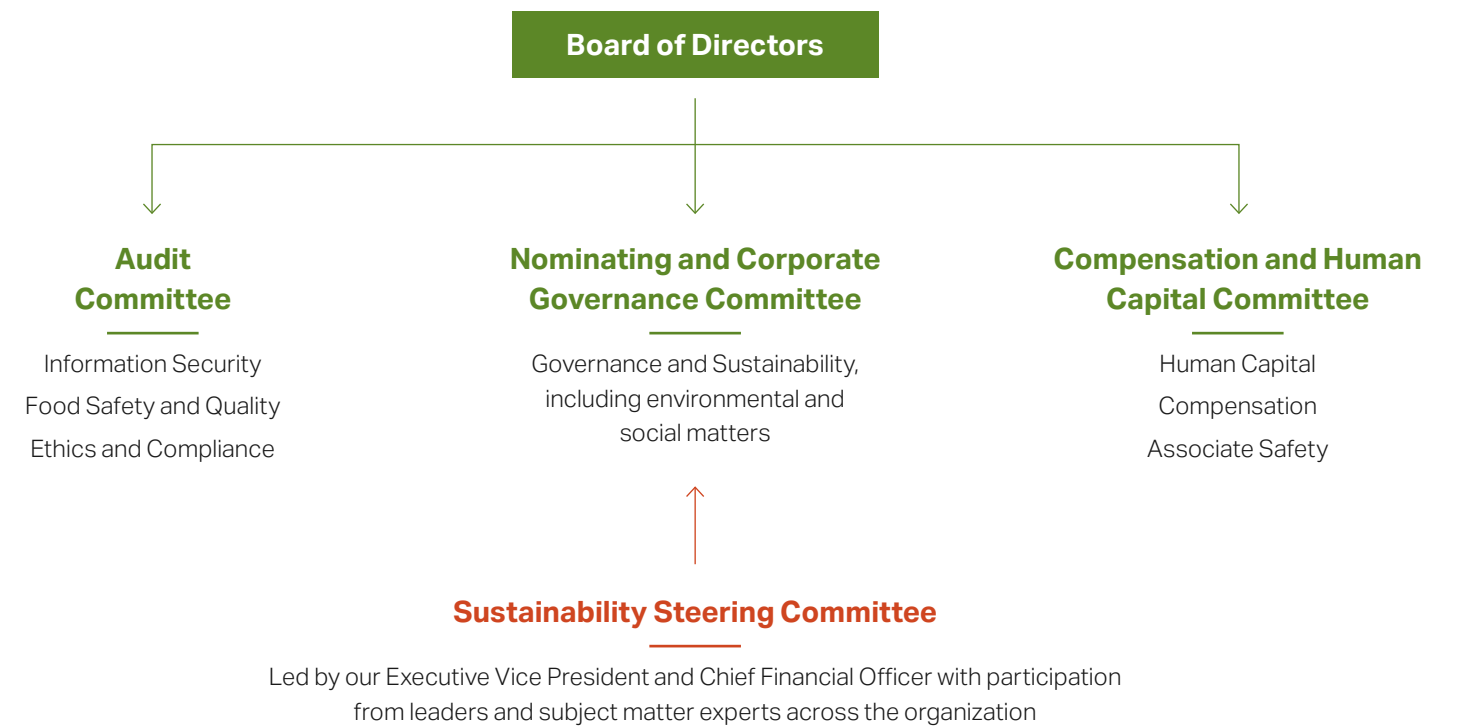 Board of Directors
Audit
Committee
Information Security
Food Safety and Quality
Ethics and Compliance
Nominating and Corporate
Governance Committee
Governance and Sustainability,
including environmental and
social matters
Compensation and Human
Capital Committee
Human Capital
Compensation
Associate Safety
Sustainability Steering Committee
Led by our Executive Vice President and Chief Financial Officer with participation
from leaders and subject matter experts across the organization